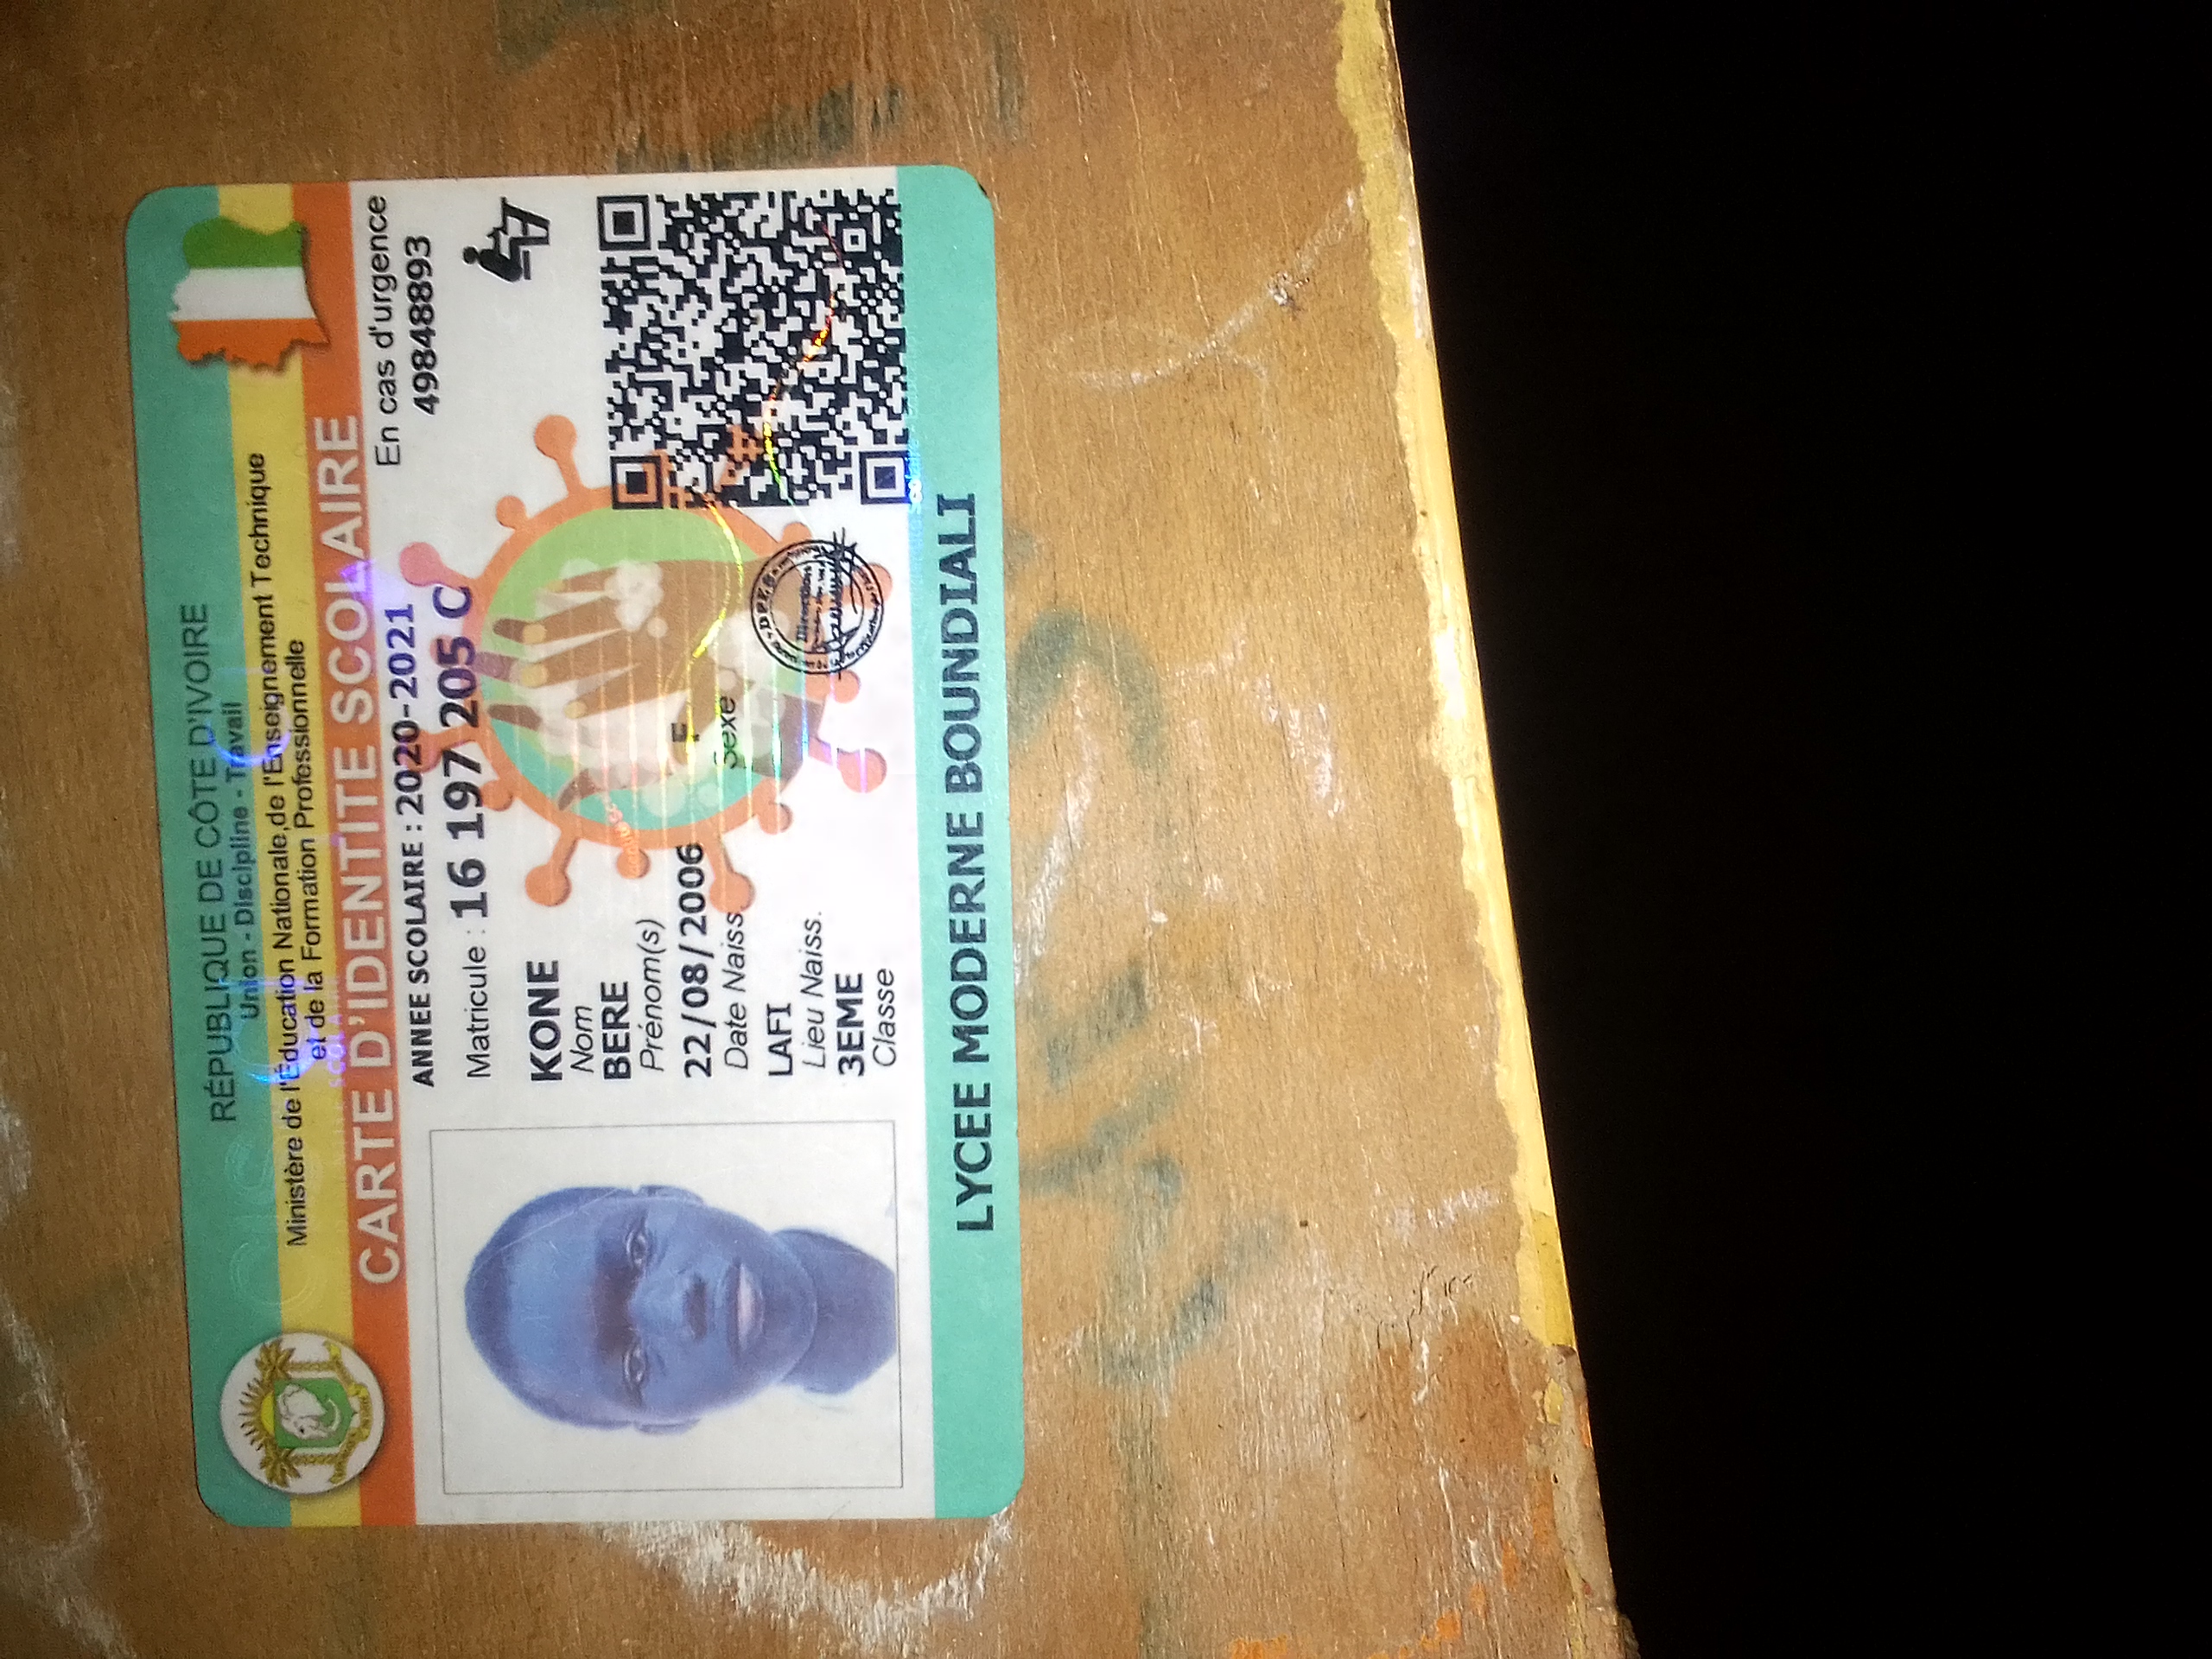 RÉPUBLIQUE DE CÔTE D'IVOIRE
Union - Discipline - Travail
Ministère de l'Éducation Nationale,de l'Enseignement Technique
et de la Formation Professionnelle
CARTE D'IDENTITE SCOLAIRE
ANNEE SCOLAIRE : 2020-2021
En cas d'urgence
49848893
Matricule : 16 197 205 C
KONE
Nom
BERE
Prénom(s)
22/08/2006
Date Naiss.
F
Sexe
LAFI
Lieu Naiss.
3EME
Classe
LYCEE MODERNE BOUNDIALI